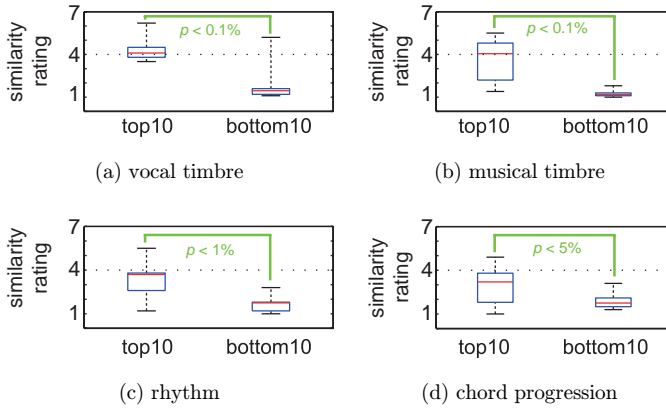 7
4
1
similarity
rating
p < 0.1%
top10 bottom10
(a) vocal timbre
7
4
1
similarity
rating
p < 0.1%
top10 bottom10
(b) musical timbre
7
4
1
similarity
rating
p < 1%
top10 bottom10
(c) rhythm
7
4
1
similarity
rating
p < 5%
top10 bottom10
(d) chord progression